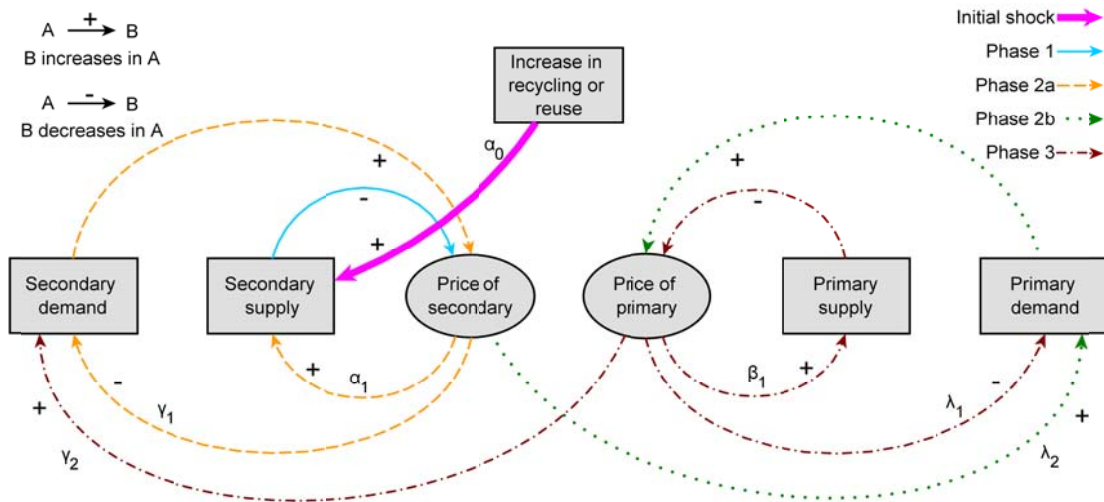 A + B
B increases in A
A - B
B decreases in A
Increase in
recycling or
reuse
Initial shock
Phase 1
Phase 2a
Phase 2b
Phase 3
α0
+
-
+
+
-
Secondary
demand
Secondary
supply
Price of
secondary
Price of
primary
Primary
supply
Primary
demand
+
α1
-
γ1
+
γ2
β1
+
λ1
-
λ2
+